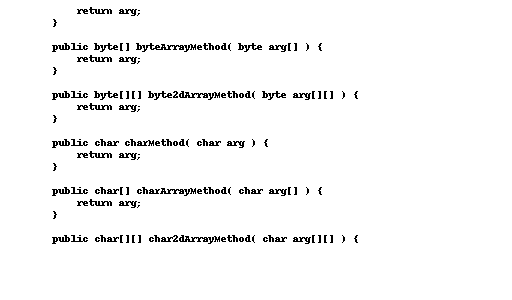 return arg;
}
public byte[] byteArrayMethod( byte arg[] ) {
return arg;
}
public byte[][] byte2dArrayMethod( byte arg[][] ) {
return arg;
}
public char charMethod( char arg ) {
return arg;
}
public char[] charArrayMethod( char arg[] ) {
return arg;
}
public char[][] char2dArrayMethod( char arg[][] ) {